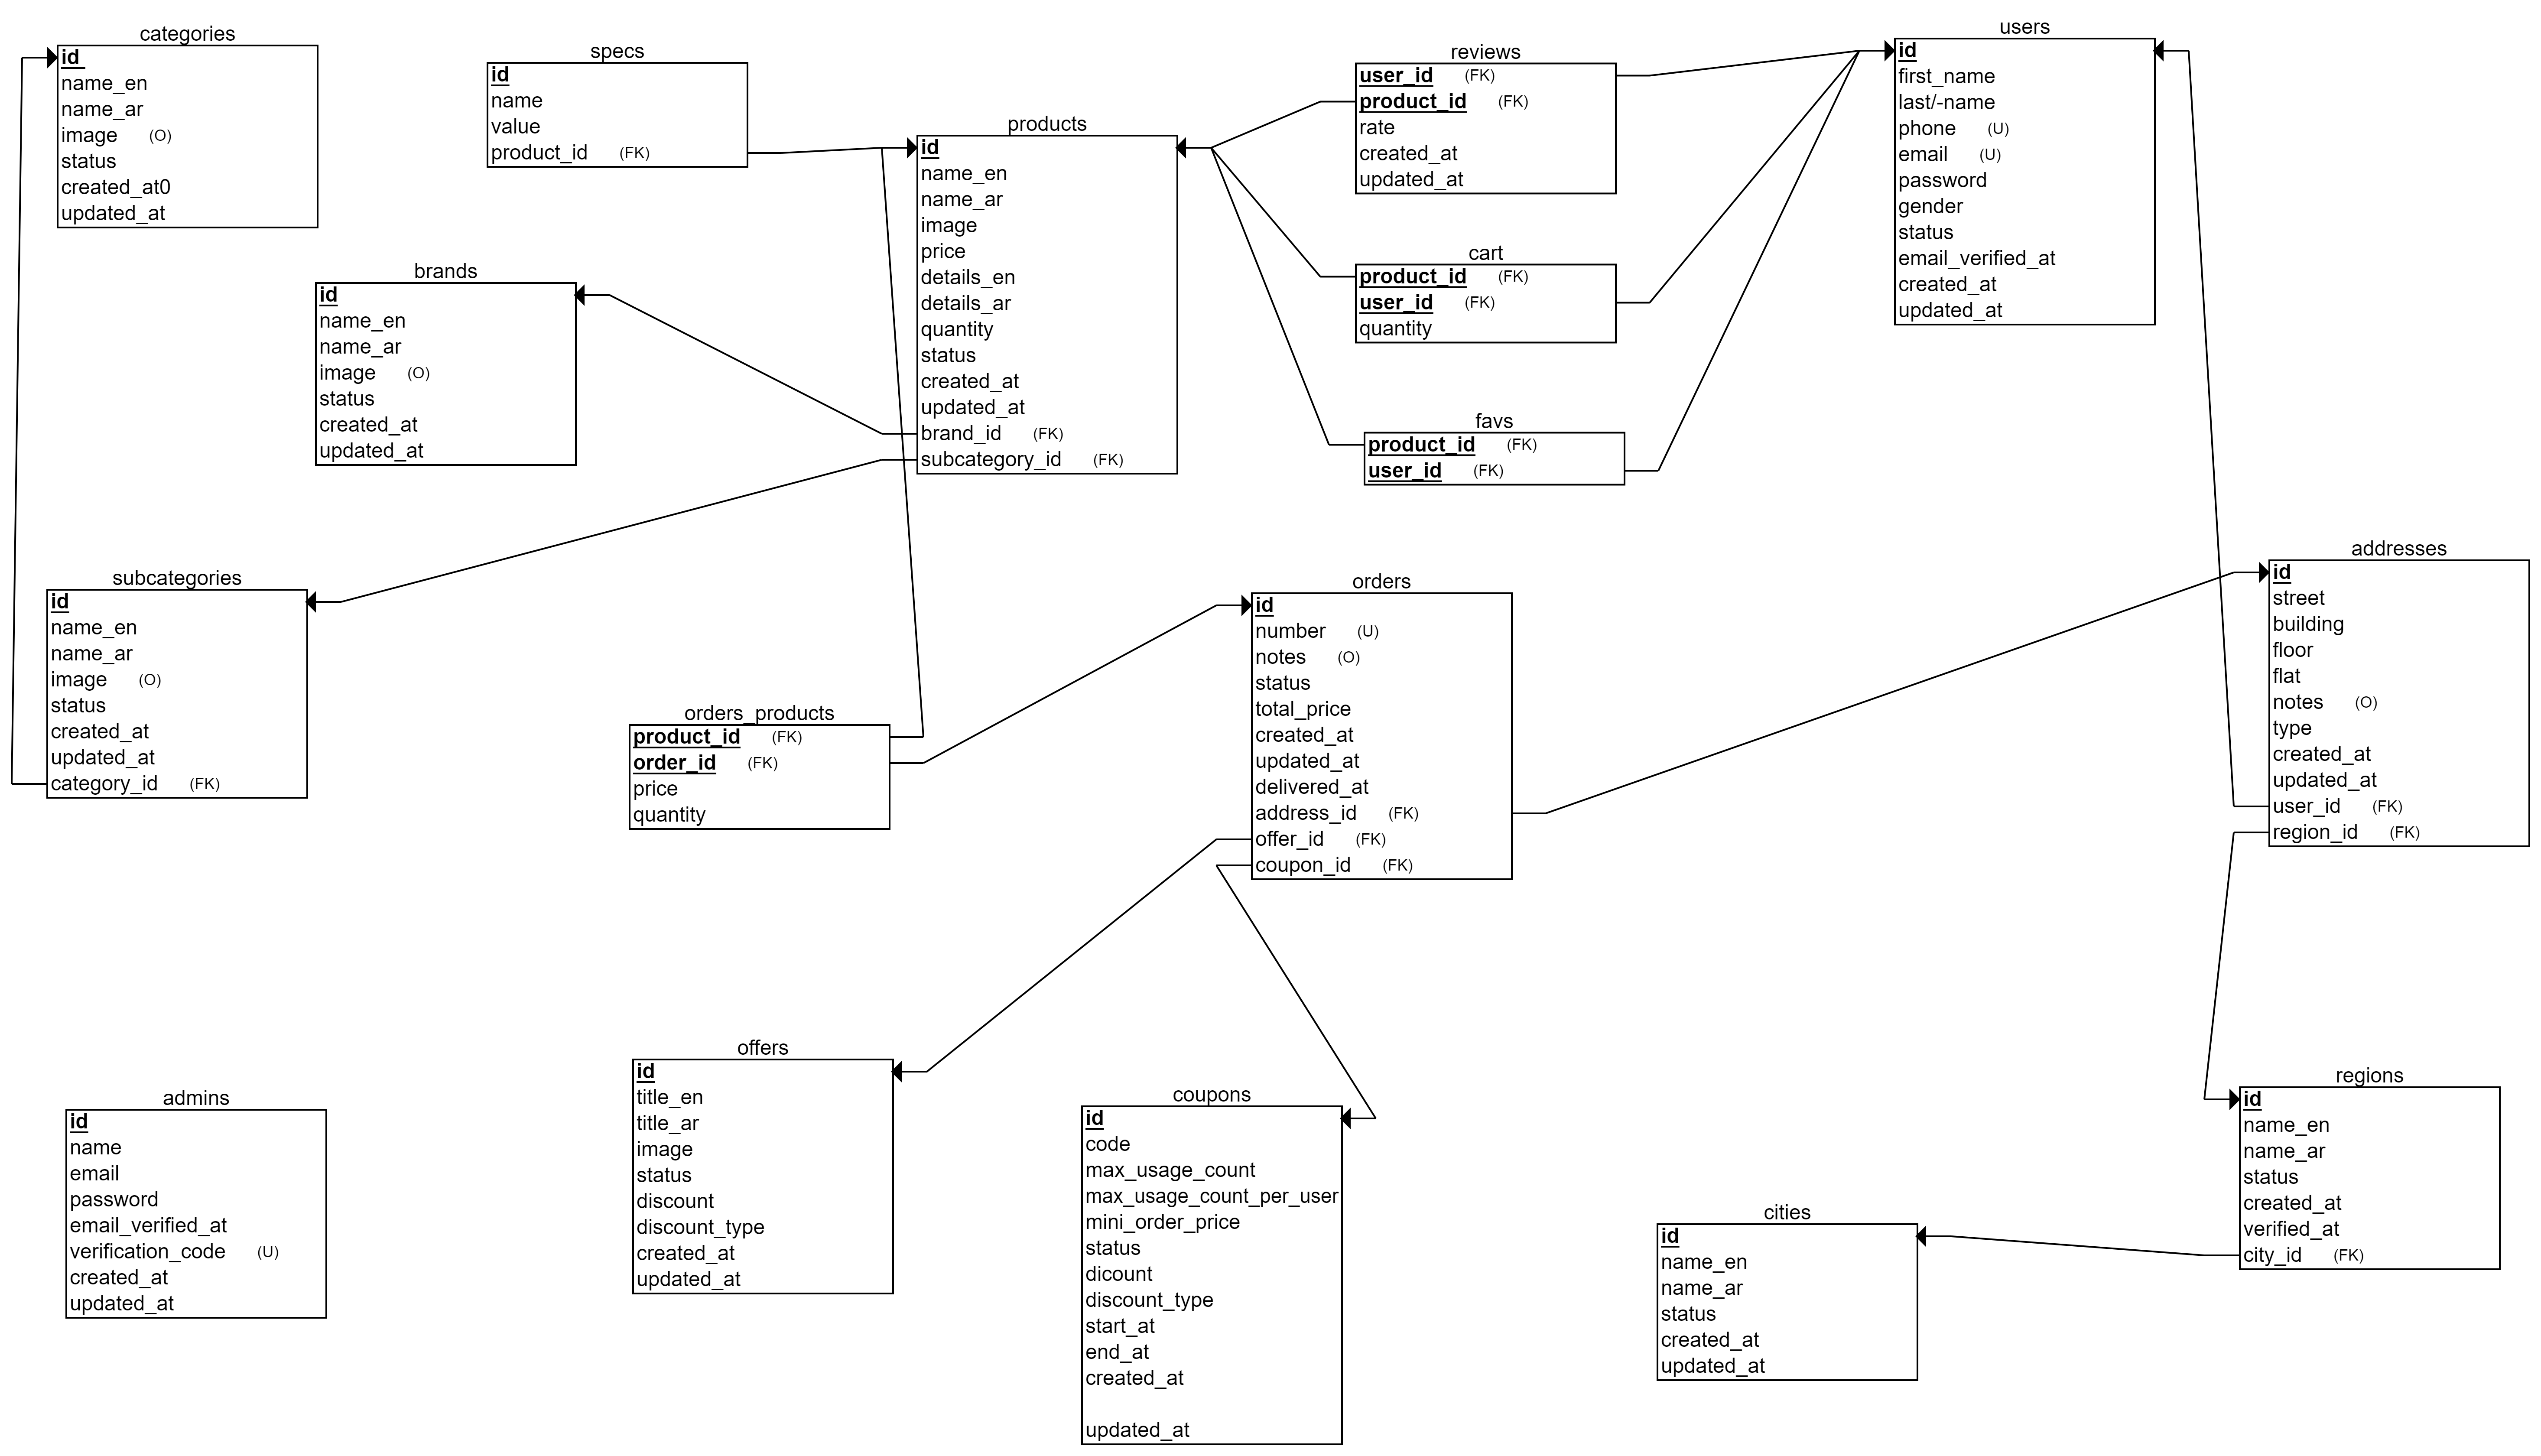 categories
id
name_en
name_ar
image (O)
status
created_at0
updated_at
specs
id
name
value
product_id (FK)
products
id
name_en
name_ar
image
price
details_en
details_ar
quantity
status
created_at
updated_at
brand_id (FK)
subcategory_id (FK)
reviews
user_id (FK)
product_id (FK)
rate
created_at
updated_at
users
id
first_name
last/-name
phone (U)
email (U)
password
gender
status
email_verified_at
created_at
updated_at
brands
id
name_en
name_ar
image (O)
status
created_at
updated_at
cart
product_id (FK)
user_id (FK)
quantity
favs
product_id (FK)
user_id (FK)
subcategories
id
name_en
name_ar
image (O)
status
created_at
updated_at
category_id (FK)
orders_products
product_id (FK)
order_id (FK)
price
quantity
orders
id
number (U)
notes (O)
status
total_price
created_at
updated_at
delivered_at
address_id (FK)
offer_id (FK)
coupon_id (FK)
addresses
id
street
building
floor
flat
notes (O)
type
created_at
updated_at
user_id (FK)
region_id (FK)
admins
id
name
email
password
email_verified_at
verification_code (U)
created_at
updated_at
offers
id
title_en
title_ar
image
status
discount
discount_type
created_at
updated_at
coupons
id
code
max_usage_count
max_usage_count_per_user
mini_order_price
status
dicount
discount_type
start_at
end_at
created_at
updated_at
cities
id
name_en
name_ar
status
created_at
updated_at
regions
id
name_en
name_ar
status
created_at
verified_at
city_id (FK)